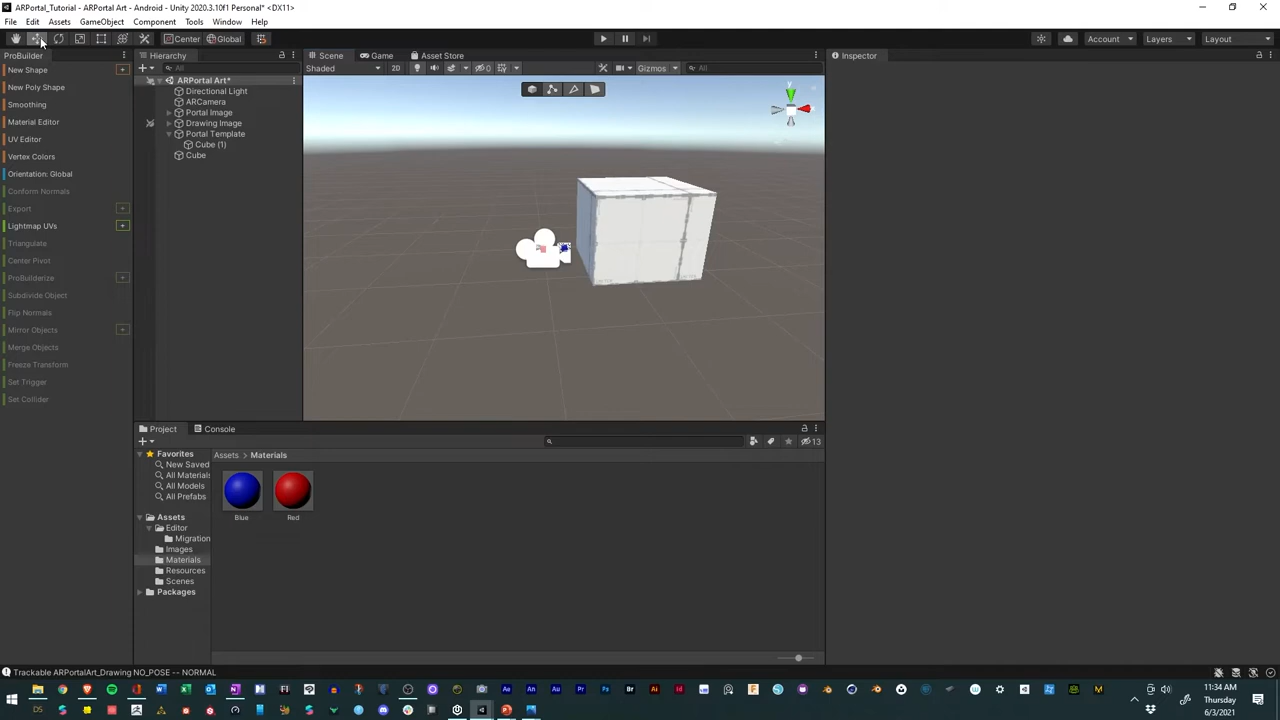 ARPortal_Tutorial - ARPortal Art - Android - Unity 2020.3.10f1 Personal* <DX11>
File Edit Assets GameObject Component Tools Window Help
Center Global Account Layers Layout
ProBuilder
New Shape
New Poly Shape
Smoothing
Material Editor
UV Editor
Vertex Colors
Orientation: Global
Conform Normals
Export
Lightmap UVs
Triangulate
Center Pivot
ProBuilderize
Subdivide Object
Flip Normals
Mirror Objects
Merge Objects
Freeze Transform
Set Trigger
Set Collider
Hierarchy
All
ARPortal Art*
Directional Light
ARCamera
Portal Image
Drawing Image
Portal Template
Cube (1)
Cube
Scene Game Asset Store
Shaded 2D 0 Gizmos All
y
Inspector
Project Console
13
Favorites
New Saved
All Materials
All Models
All Prefabs
Assets
Editor
Migration
Images
Materials
Resources
Scenes
Packages
Assets > Materials
Blue Red
Trackable ARPortalArt_Drawing NO_POSE -- NORMAL
11:34 AM
Thursday
6/3/2021